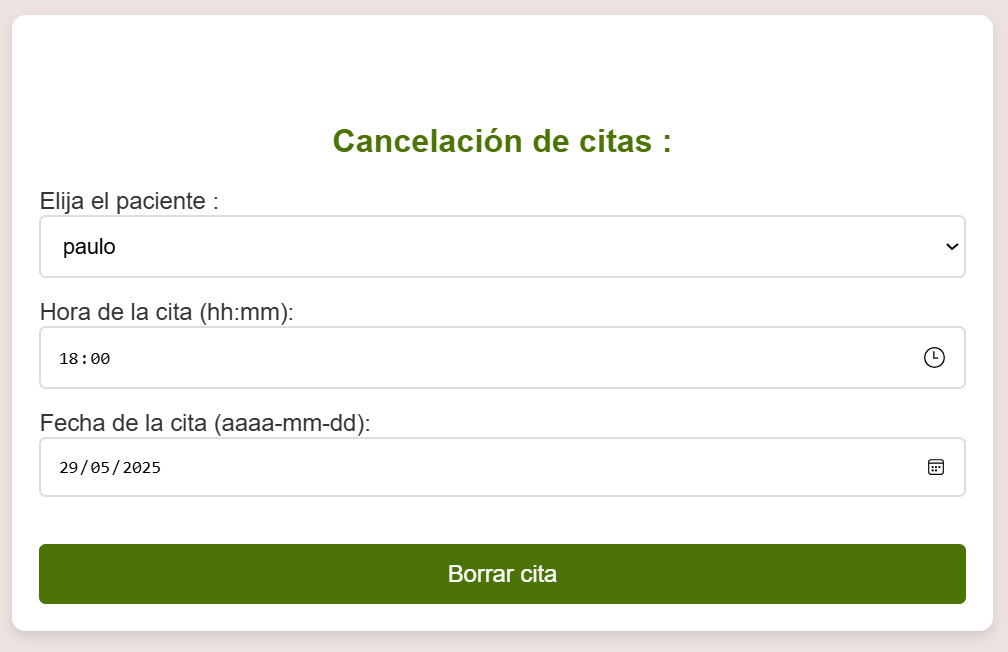 Cancelación de citas :
Elija el paciente :
paulo
Hora de la cita (hh:mm):
18:00
Fecha de la cita (aaaa-mm-dd):
29/05/2025
Borrar cita